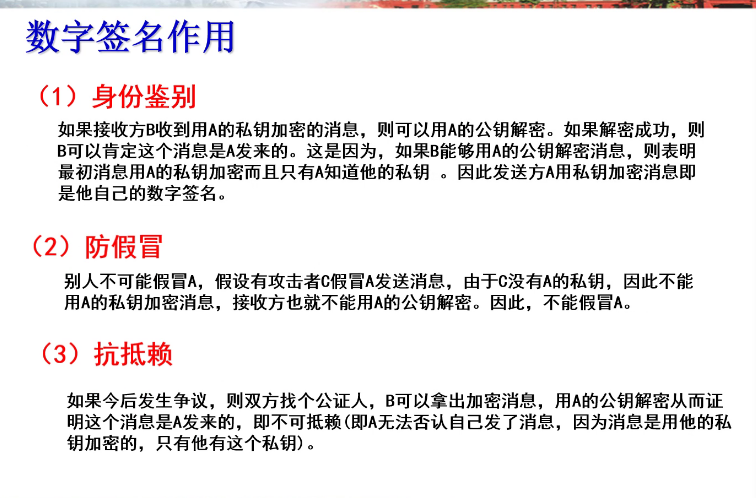 数字签名作用
（1）身份鉴别
如果接收方B收到用A的私钥加密的消息，则可以用A的公钥解密。如果解密成功，则
B可以肯定这个消息是A发来的。这是因为，如果B能够用A的公钥解密消息，则表明
最初消息用A的私钥加密而且只有A知道他的私钥 。因此发送方A用私钥加密消息即
是他自己的数字签名。
（2）防假冒
别人不可能假冒A，假设有攻击者C假冒A发送消息，由于C没有A的私钥，因此不能
用A的私钥加密消息，接收方也就不能用A的公钥解密。因此，不能假冒A。
（3）抗抵赖
如果今后发生争议，则双方找个公证人，B可以拿出加密消息，用A的公钥解密从而证
明这个消息是A发来的，即不可抵赖(即A无法否认自己发了消息，因为消息是用他的私
钥加密的，只有他有这个私钥)。